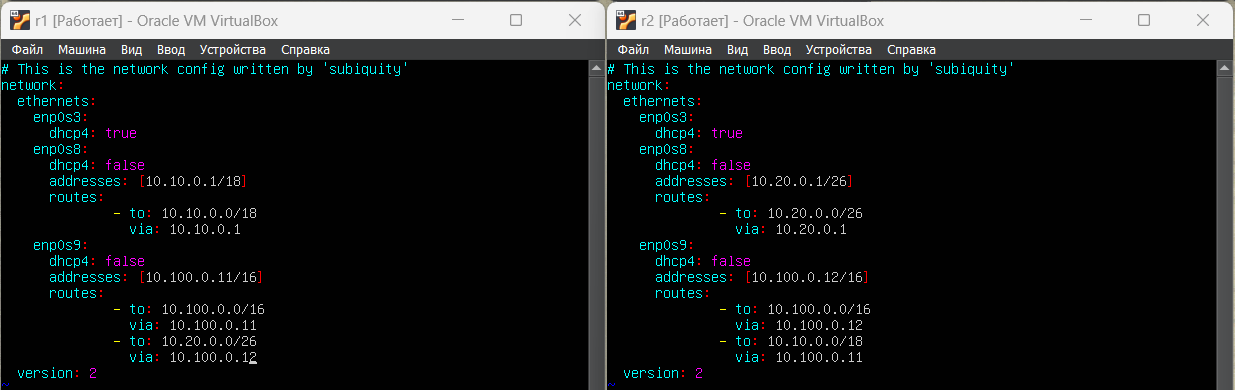 r1 [Работает] - Oracle VM VirtualBox
Файл Машина Вид Ввод Устройства Справка
# This is the network config written by 'subiquity'
network:
  ethernets:
    enp0s3:
      dhcp4: true
    enp0s8:
      dhcp4: false
      addresses: [10.10.0.1/18]
      routes:
              - to: 10.10.0.0/18
                via: 10.10.0.1
    enp0s9:
      dhcp4: false
      addresses: [10.100.0.11/16]
      routes:
              - to: 10.100.0.0/16
                via: 10.100.0.11
              - to: 10.20.0.0/26
                via: 10.100.0.12
  version: 2
~
r2 [Работает] - Oracle VM VirtualBox
Файл Машина Вид Ввод Устройства Справка
# This is the network config written by 'subiquity'
network:
  ethernets:
    enp0s3:
      dhcp4: true
    enp0s8:
      dhcp4: false
      addresses: [10.20.0.1/26]
      routes:
              - to: 10.20.0.0/26
                via: 10.20.0.1
    enp0s9:
      dhcp4: false
      addresses: [10.100.0.12/16]
      routes:
              - to: 10.100.0.0/16
                via: 10.100.0.12
              - to: 10.10.0.0/18
                via: 10.100.0.11
  version: 2
~